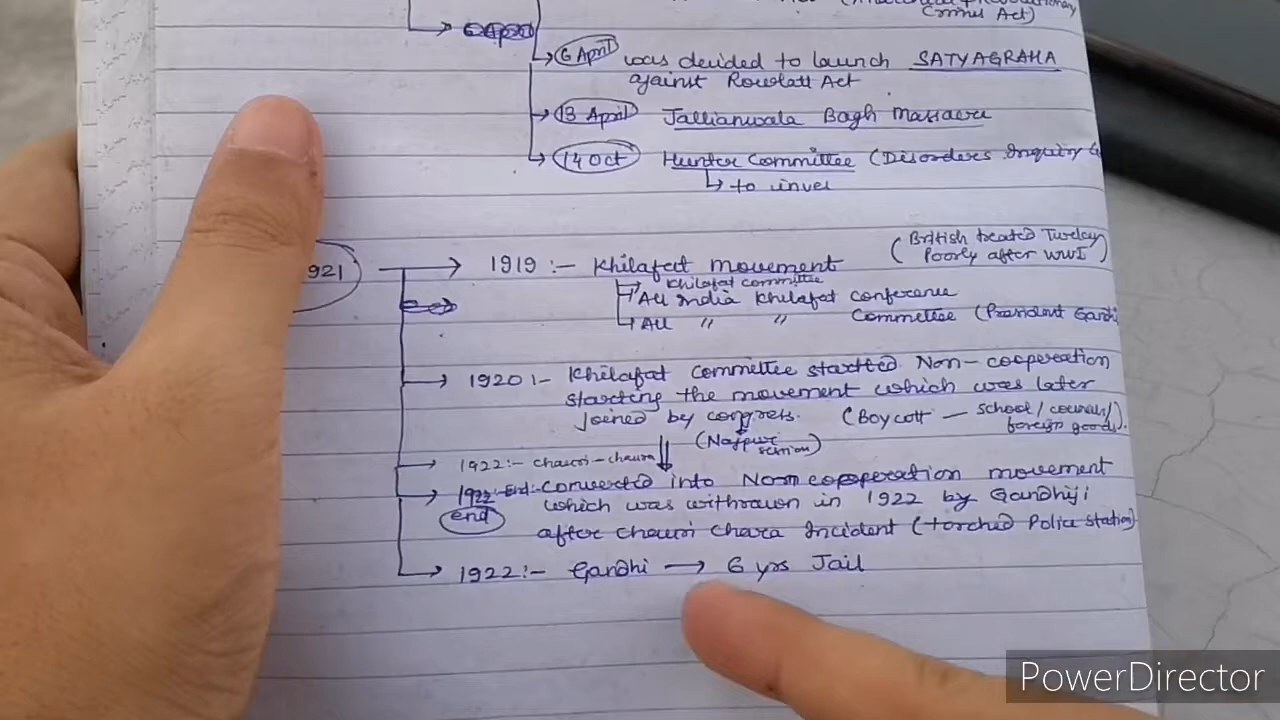 Crimes Act)
6 April was decided to launch SATYAGRAHA
against Rowlatt Act
13 April Jallianwala Bagh Massacre
14 Oct Hunter Committee (Disorders Inquiry
to inves
921
1919 :- Khilafat movement
(British treated Turkey
Poorly after WWI)
Khilafat committee
All India Khilafat conference
All " " Committee (President Gandhi
1920 :- Khilafat Committee started Non-cooperation
starting the movement which was later
joined by congress. (Boycott — school/courts/
foreign goods).
(Nagpur
session)
1922:- Chauri-chaura
converted into Non cooperation movement
end
which was withdrawn in 1922 by Gandhiji
after Chauri Chara Incident (torched Police station)
1922:- Gandhi → 6 yrs Jail
PowerDirector